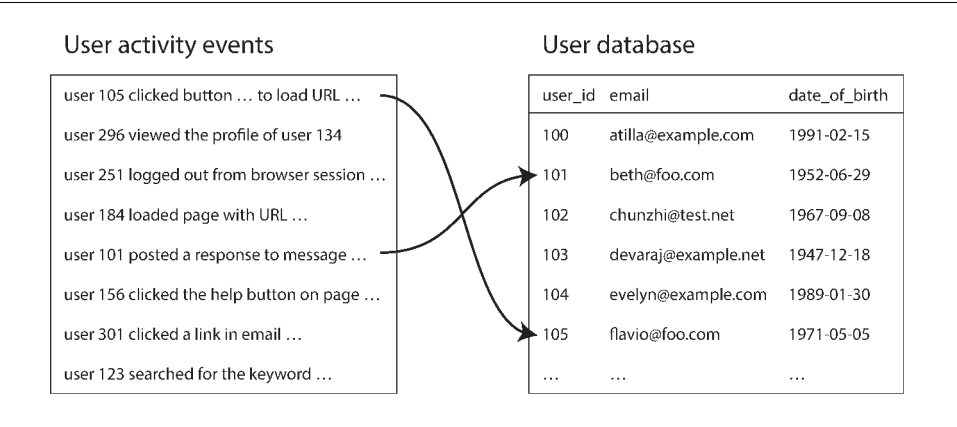 User activity events
user 105 clicked button … to load URL …
user 296 viewed the profile of user 134
user 251 logged out from browser session …
user 184 loaded page with URL …
user 101 posted a response to message …
user 156 clicked the help button on page …
user 301 clicked a link in email …
user 123 searched for the keyword …
User database
user_id email date_of_birth
100 atilla@example.com 1991-02-15
101 beth@foo.com 1952-06-29
102 chunzhi@test.net 1967-09-08
103 devaraj@example.net 1947-12-18
104 evelyn@example.com 1989-01-30
105 flavio@foo.com 1971-05-05
… … …